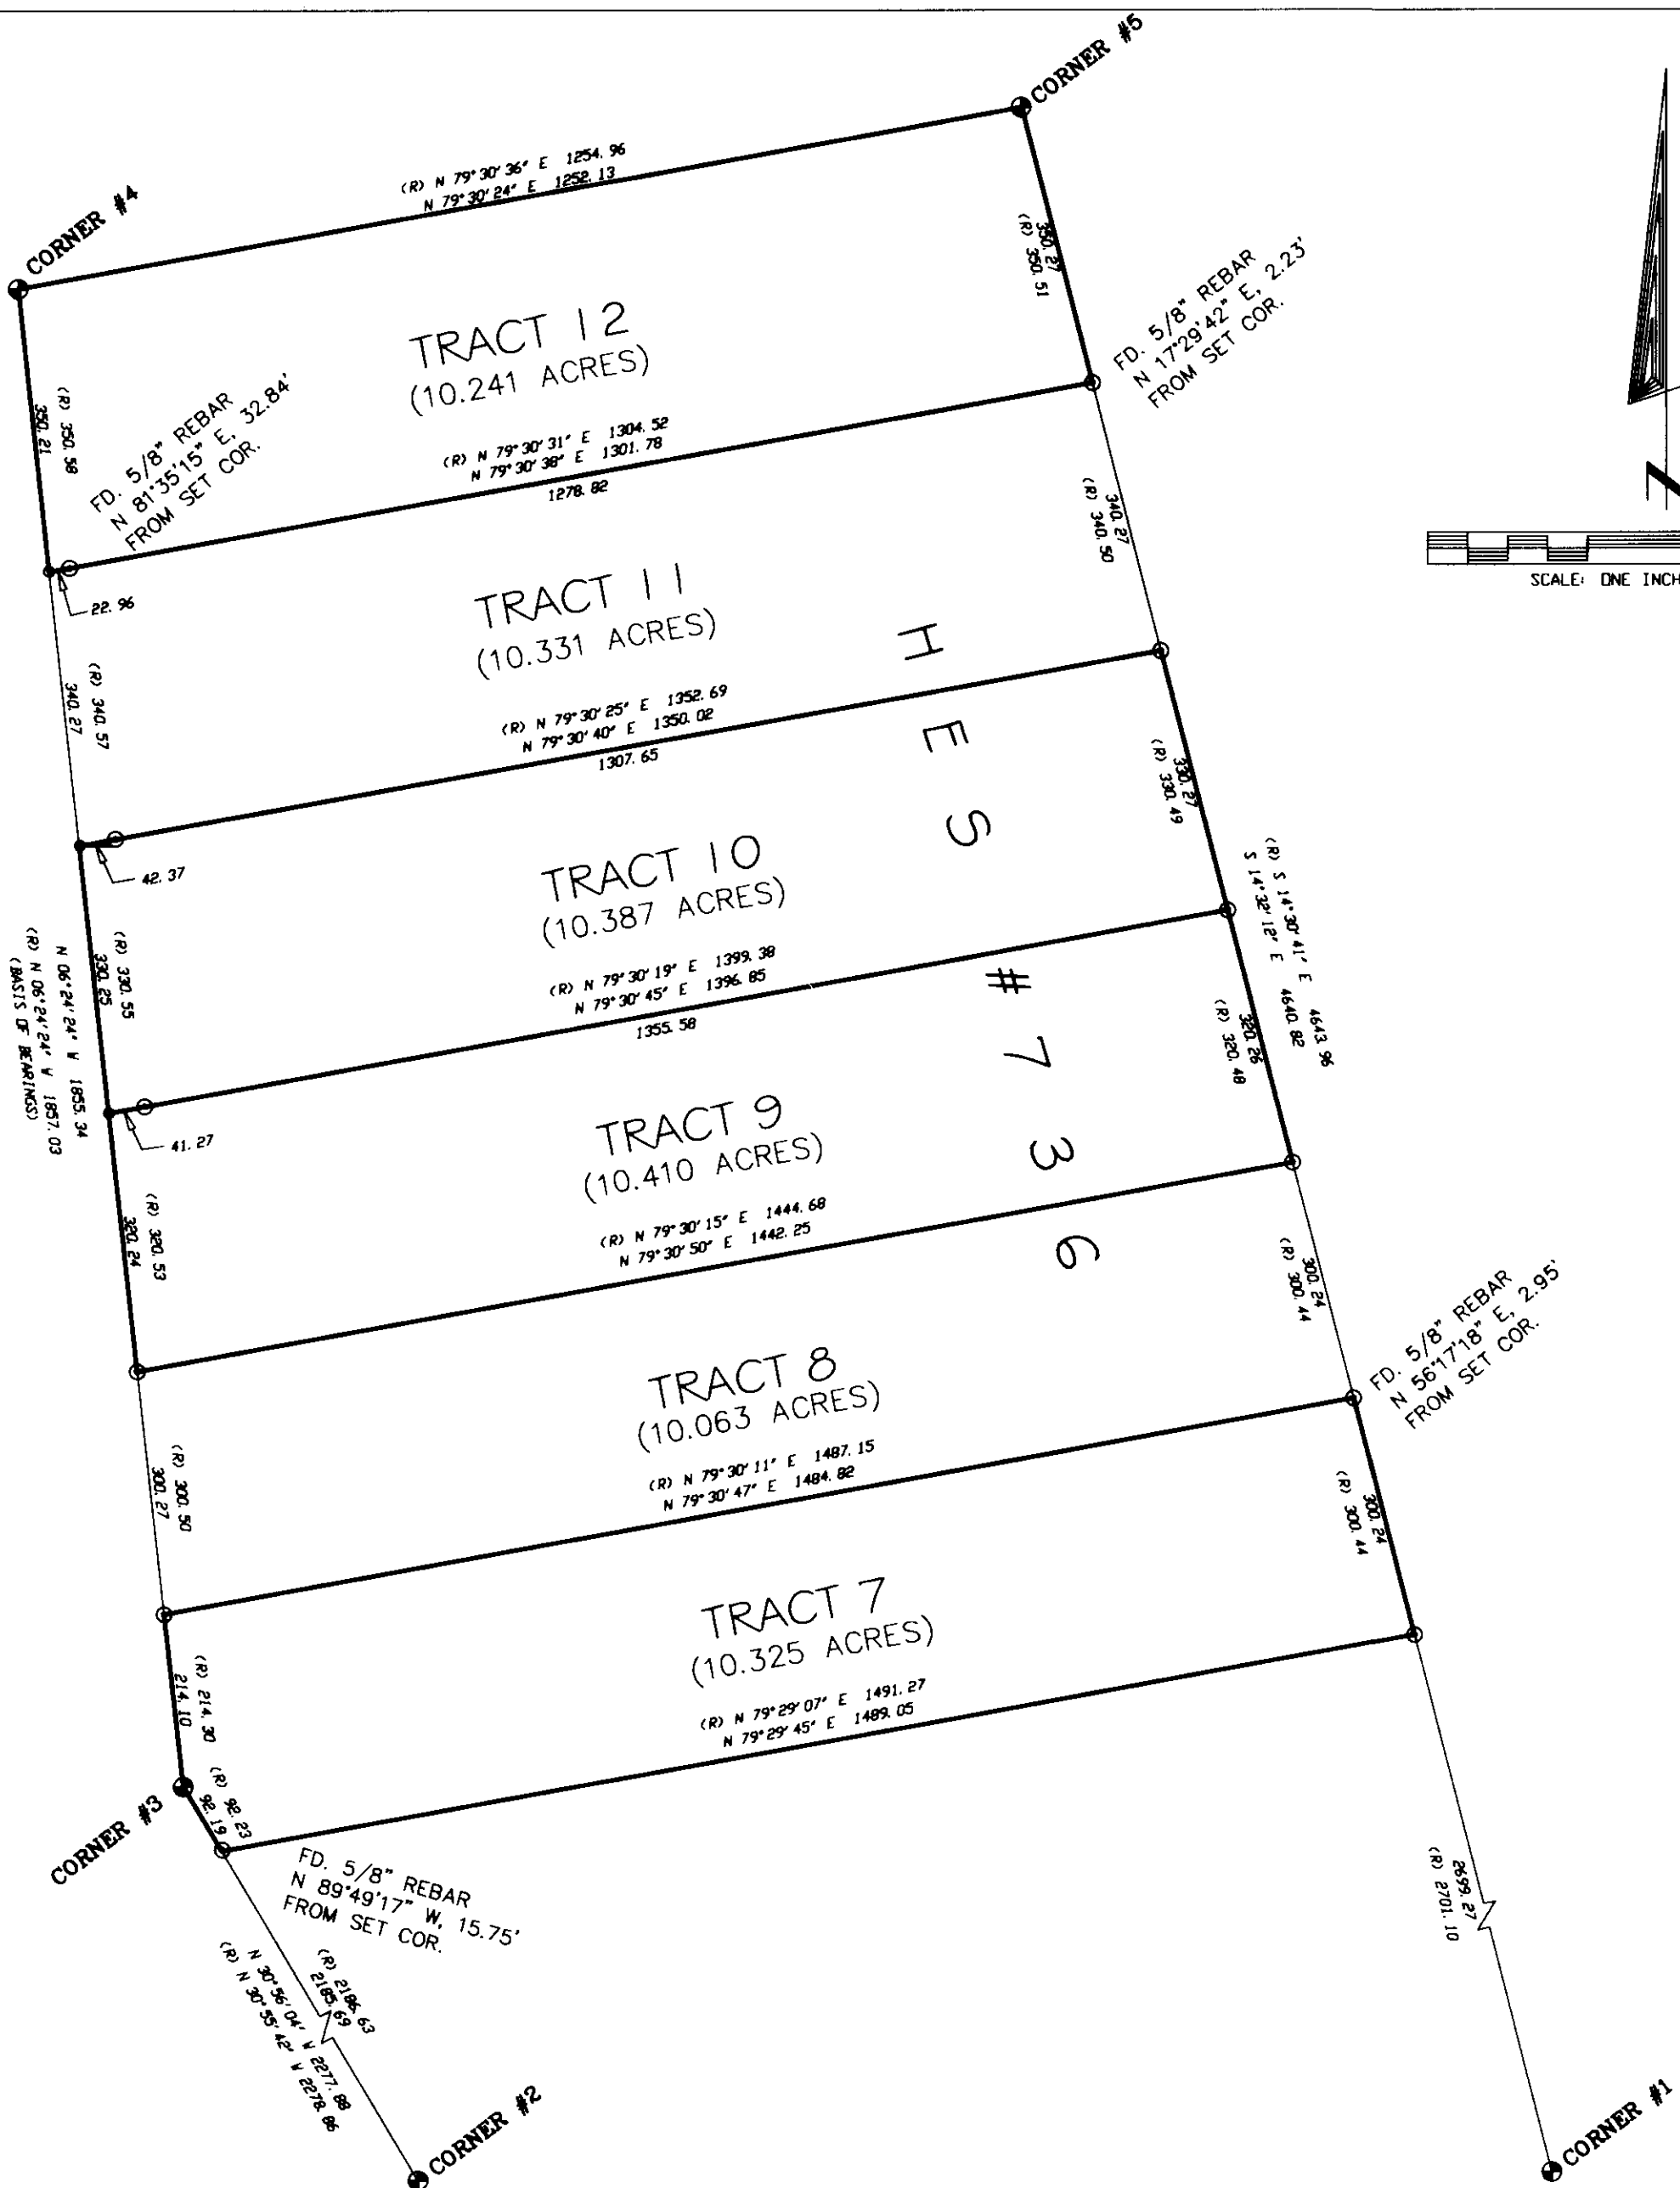 CORNER #5
CORNER #4
(R) N 79°30'36" E 1254.96
N 79°30'24" E 1252.13
350.27
(R) 350.51
FD. 5/8" REBAR
N 17°29'42" E, 2.23'
FROM SET COR.
TRACT 12
(10.241 ACRES)
(R) 350.58
350.21
FD. 5/8" REBAR
N 81°35'15" E, 32.84'
FROM SET COR.
(R) N 79°30'31" E 1304.52
N 79°30'38" E 1301.78
1278.82
22.96
340.27
(R) 340.50
SCALE: ONE INCH
TRACT 11
(10.331 ACRES)
(R) 340.57
340.27
(R) N 79°30'25" E 1352.69
N 79°30'40" E 1350.02
1307.65
42.37
HES #736
330.27
(R) 330.49
TRACT 10
(10.387 ACRES)
(R) S 14°30'41" E 4643.96
S 14°32'12" E 4640.82
(R) 330.55
330.25
N 06°24'24" W 1855.34
(R) N 06°24'24" W 1857.03
(BASIS OF BEARINGS)
(R) N 79°30'19" E 1399.38
N 79°30'45" E 1396.85
1355.58
41.27
320.26
(R) 320.48
TRACT 9
(10.410 ACRES)
(R) 320.53
320.24
(R) N 79°30'15" E 1444.68
N 79°30'50" E 1442.25
300.24
(R) 300.44
FD. 5/8" REBAR
N 56°17'18" E, 2.95'
FROM SET COR.
TRACT 8
(10.063 ACRES)
(R) 300.50
300.27
(R) N 79°30'11" E 1487.15
N 79°30'47" E 1484.82
300.24
(R) 300.44
TRACT 7
(10.325 ACRES)
(R) 214.30
214.10
(R) N 79°29'07" E 1491.27
N 79°29'45" E 1489.05
CORNER #3
(R) 92.23
92.19
FD. 5/8" REBAR
N 89°49'17" W, 15.75'
FROM SET COR.
2699.27
(R) 2701.10
(R) 2186.63
2185.69
N 30°56'04" W 2277.88
(R) N 30°55'42" W 2278.86
CORNER #2
CORNER #1